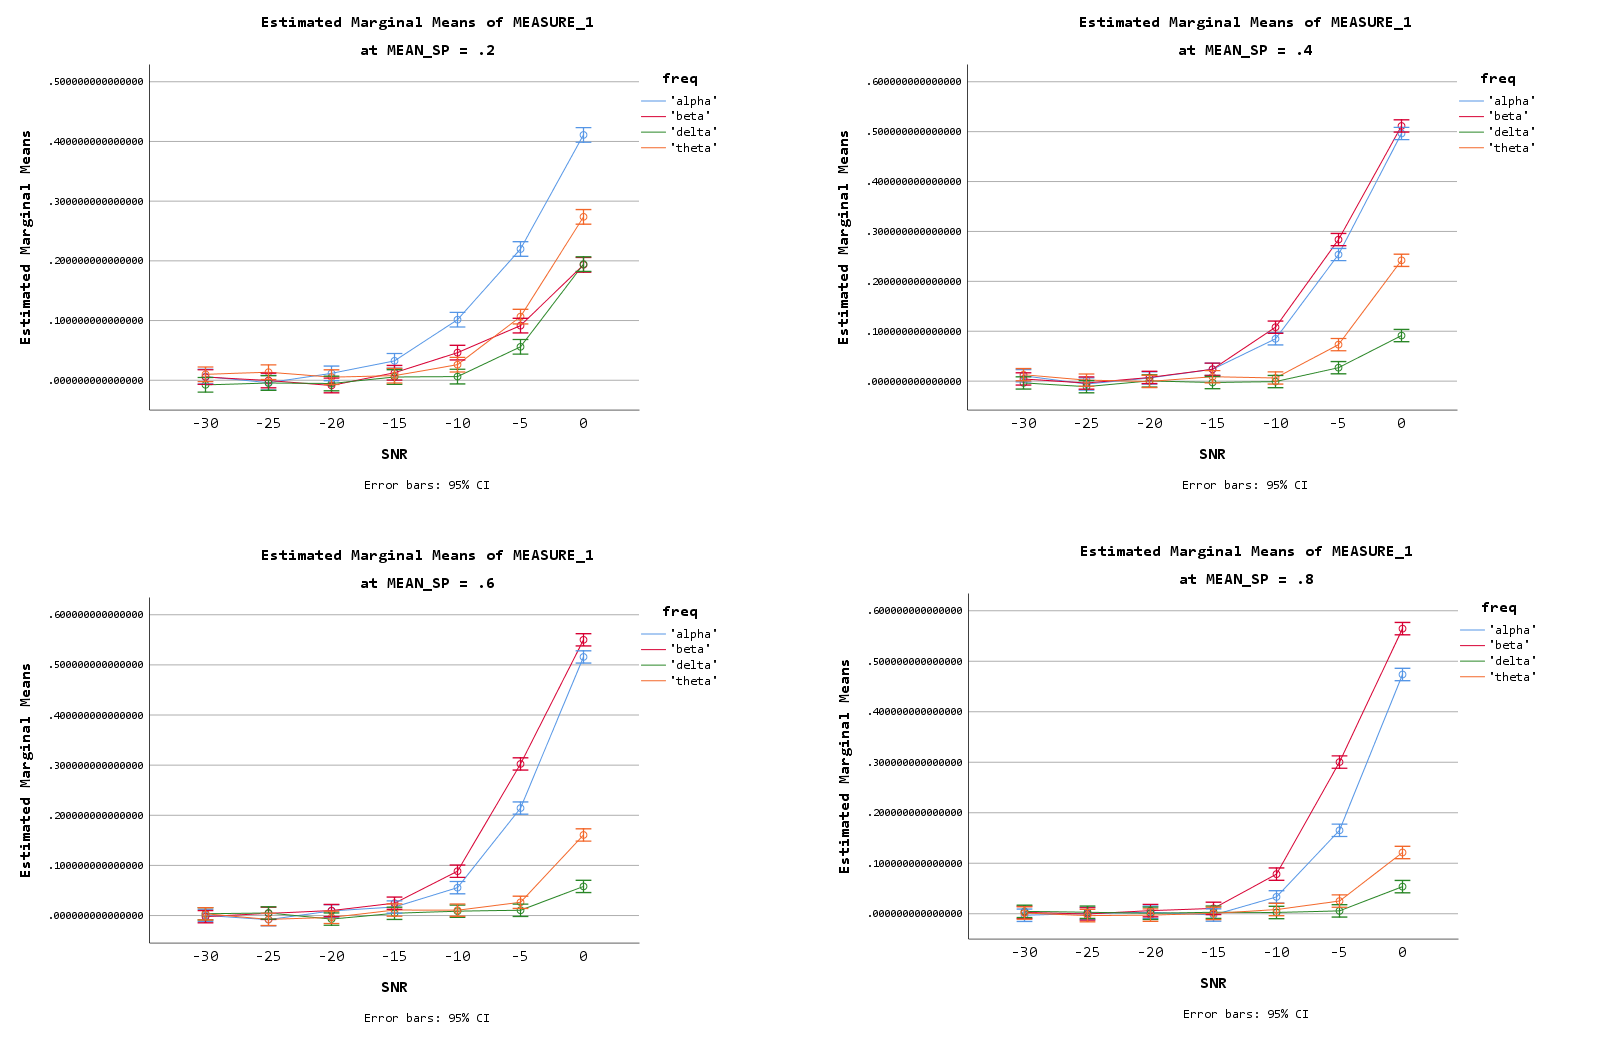 Estimated Marginal Means of MEASURE_1
at MEAN_SP = .2
Estimated Marginal Means
.500000000000000
.400000000000000
.300000000000000
.200000000000000
.100000000000000
.000000000000000
-30 -25 -20 -15 -10 -5 0
SNR
Error bars: 95% CI
freq
'alpha'
'beta'
'delta'
'theta'
Estimated Marginal Means of MEASURE_1
at MEAN_SP = .4
Estimated Marginal Means
.600000000000000
.500000000000000
.400000000000000
.300000000000000
.200000000000000
.100000000000000
.000000000000000
-30 -25 -20 -15 -10 -5 0
SNR
Error bars: 95% CI
freq
'alpha'
'beta'
'delta'
'theta'
Estimated Marginal Means of MEASURE_1
at MEAN_SP = .6
Estimated Marginal Means
.600000000000000
.500000000000000
.400000000000000
.300000000000000
.200000000000000
.100000000000000
.000000000000000
-30 -25 -20 -15 -10 -5 0
SNR
Error bars: 95% CI
freq
'alpha'
'beta'
'delta'
'theta'
Estimated Marginal Means of MEASURE_1
at MEAN_SP = .8
Estimated Marginal Means
.600000000000000
.500000000000000
.400000000000000
.300000000000000
.200000000000000
.100000000000000
.000000000000000
-30 -25 -20 -15 -10 -5 0
SNR
Error bars: 95% CI
freq
'alpha'
'beta'
'delta'
'theta'